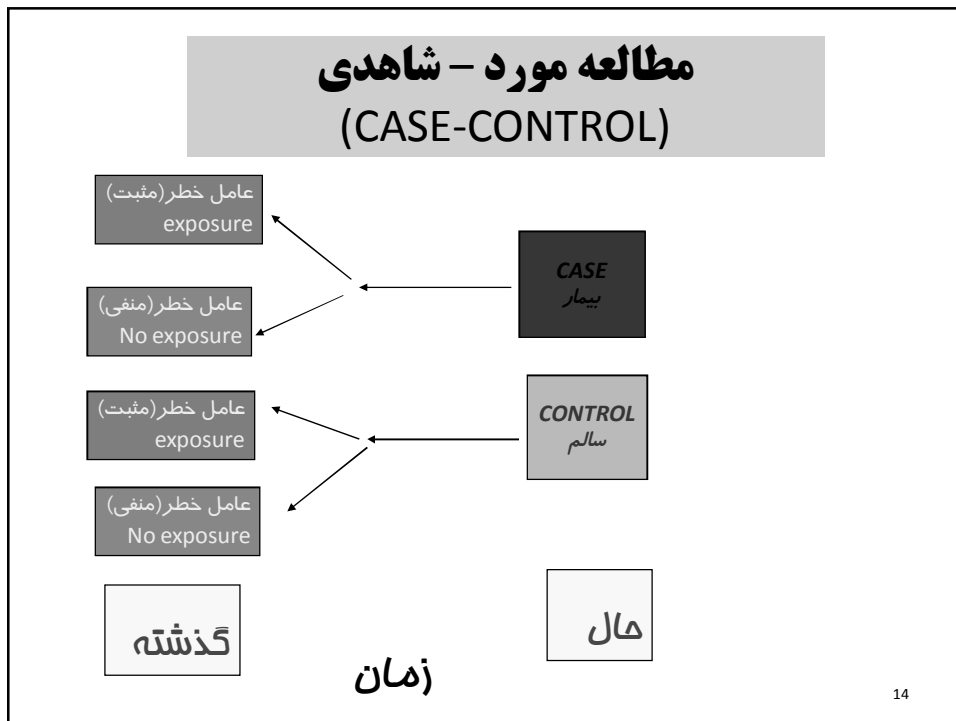 مطالعه مورد – شاهدی
(CASE-CONTROL)
عامل خطر(مثبت)
exposure
عامل خطر(منفی)
No exposure
CASE
بیمار
عامل خطر(مثبت)
exposure
عامل خطر(منفی)
No exposure
CONTROL
سالم
گذشته
حال
زمان
14